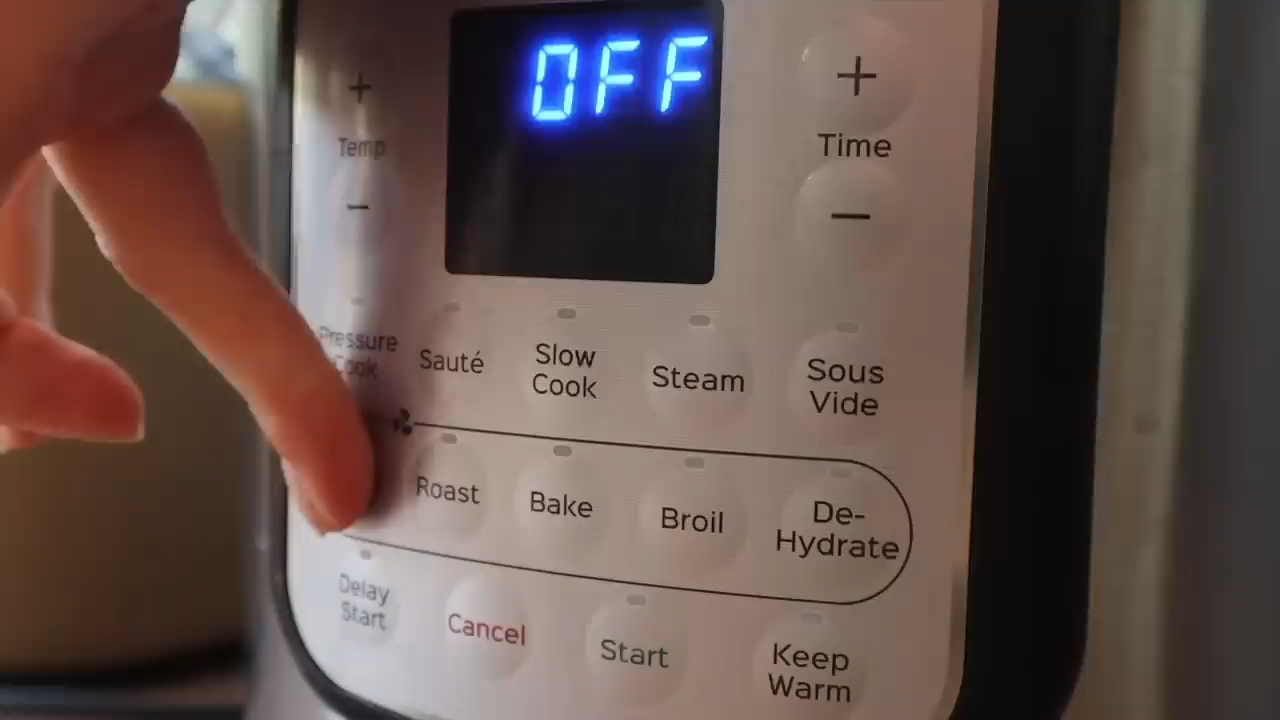 OFF
+
+
Temp
Time
−
−
Pressure
Cook
Sauté
Slow
Cook
Steam
Sous
Vide
Roast
Bake
Broil
De-
Hydrate
Delay
Start
Cancel
Start
Keep
Warm